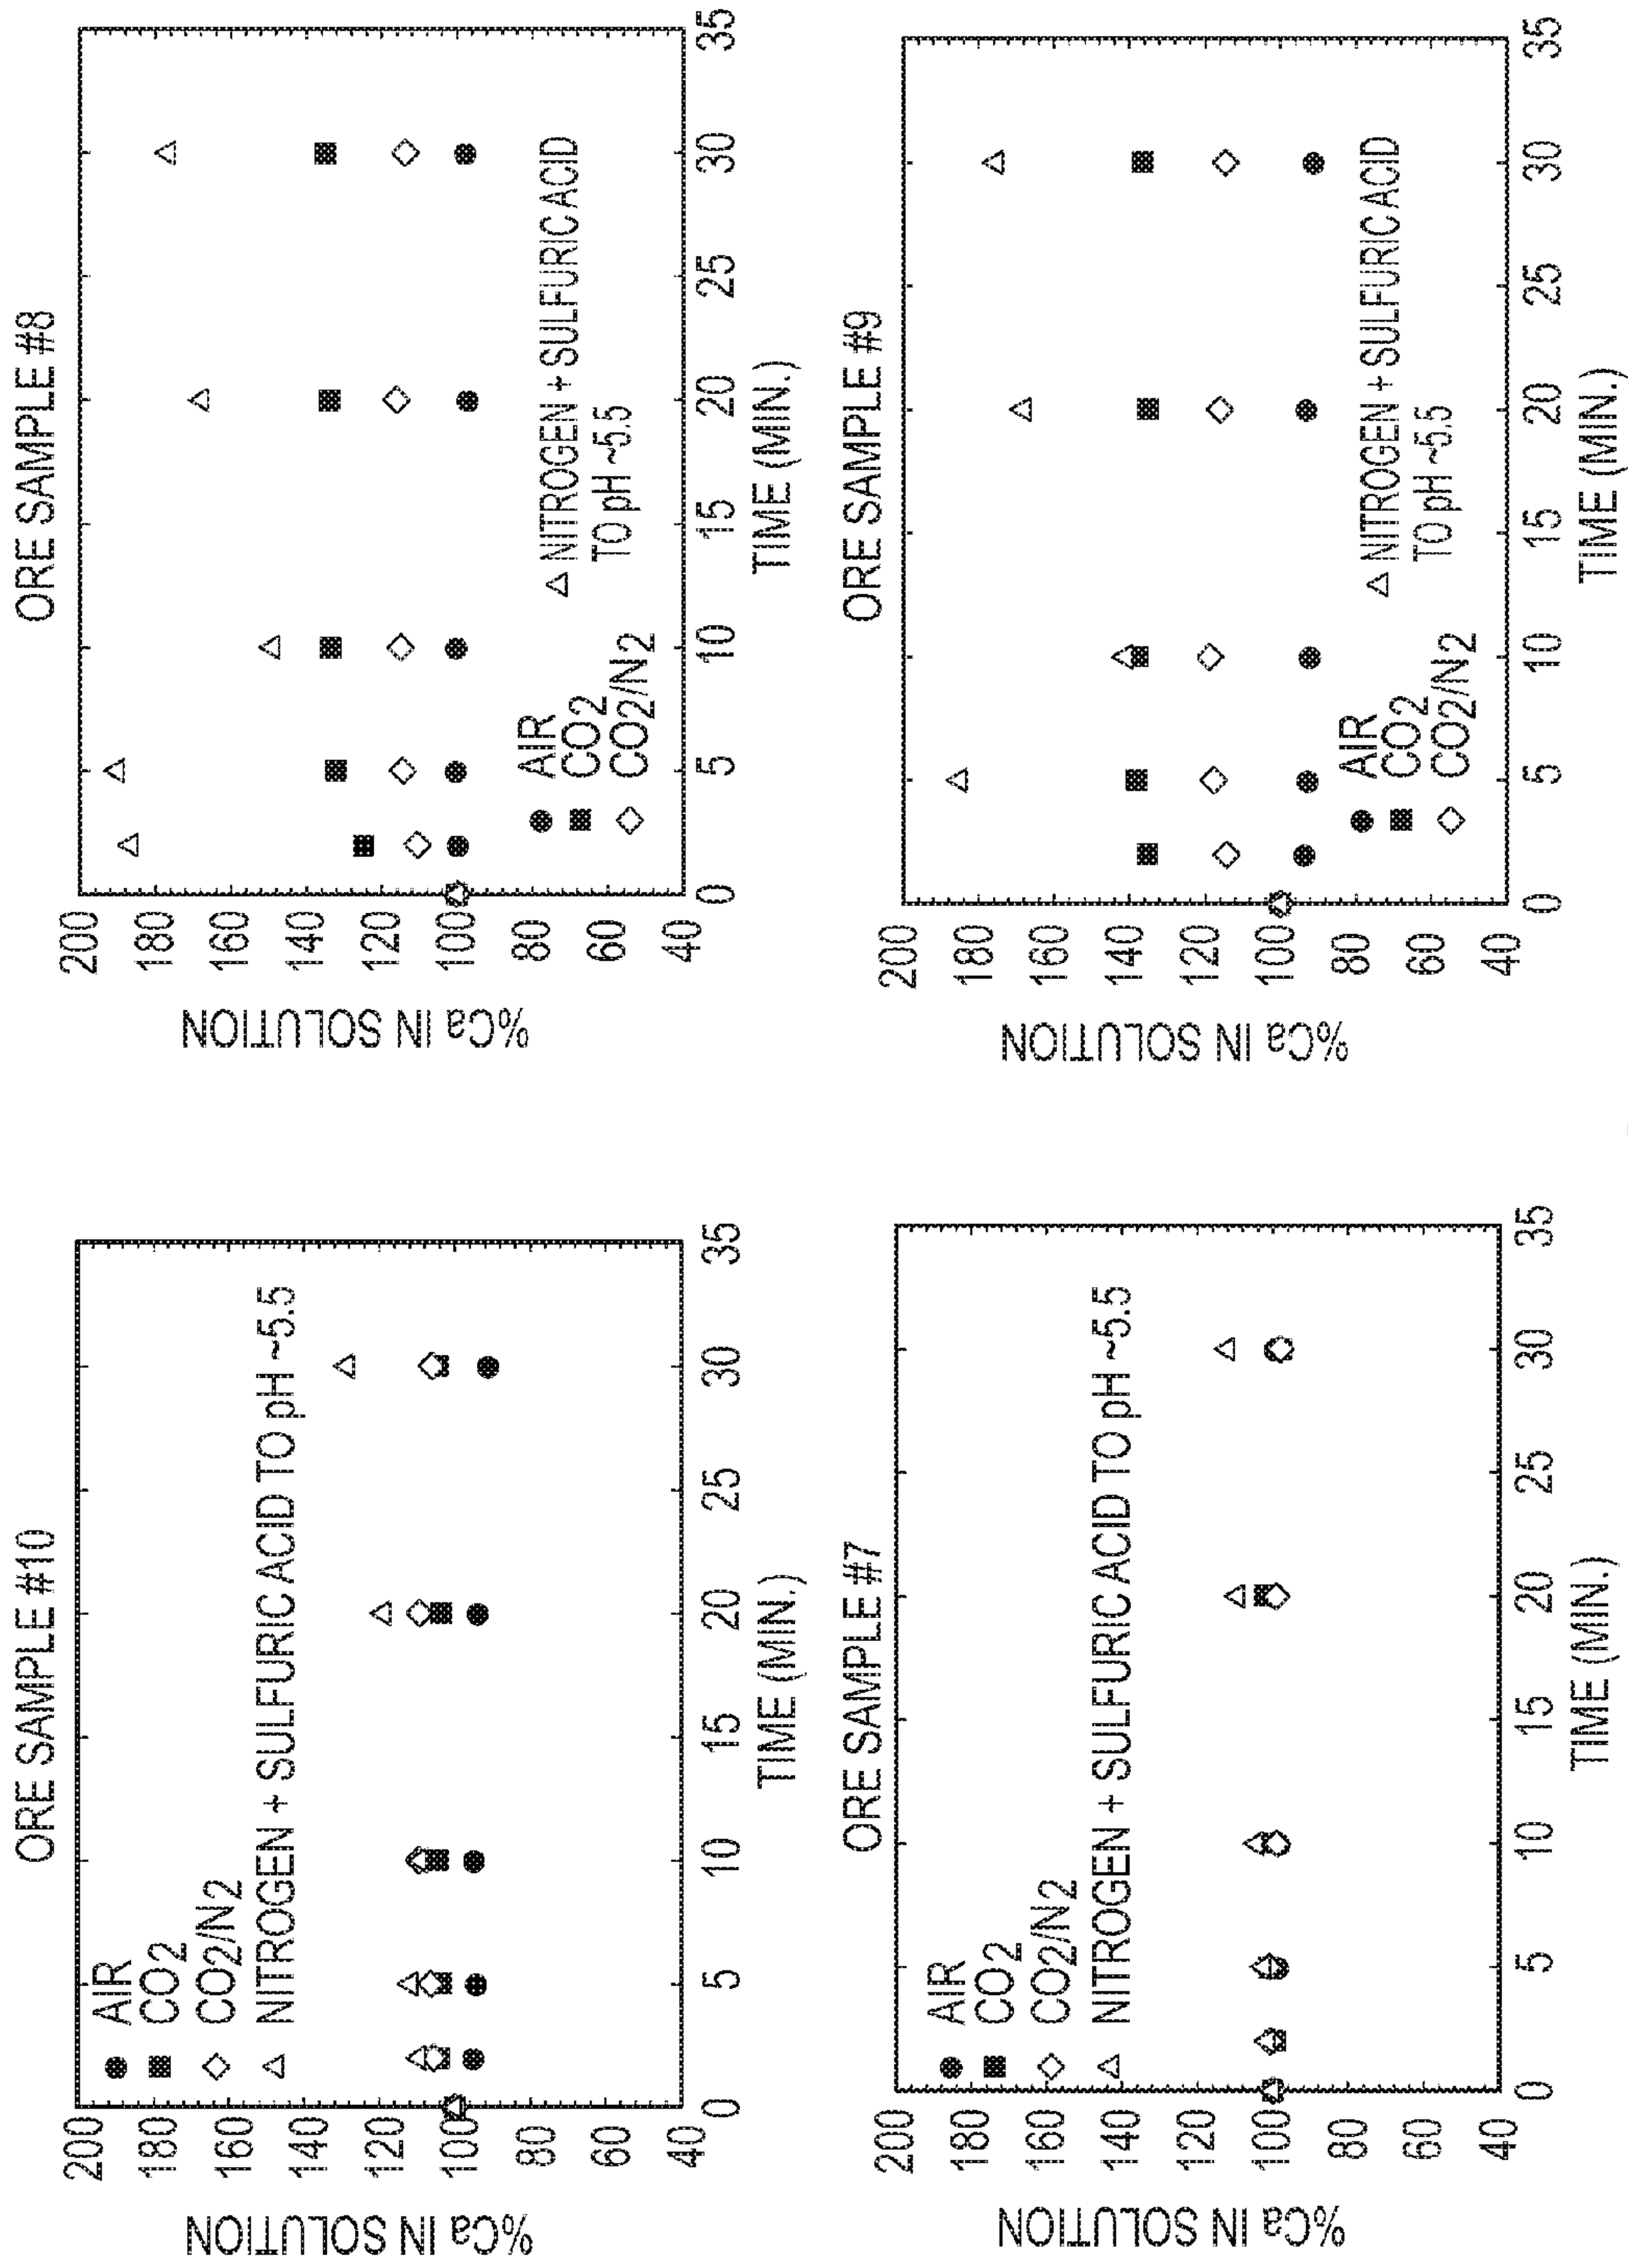 ORE SAMPLE #10
%Ca IN SOLUTION
200
180
160
140
120
100
80
60
40
AIR
CO2
CO2/N2
NITROGEN + SULFURIC ACID TO pH ~5.5
0 5 10 15 20 25 30 35
TIME (MIN.)
ORE SAMPLE #8
%Ca IN SOLUTION
200
180
160
140
120
100
80
60
40
AIR
CO2
CO2/N2
NITROGEN + SULFURIC ACID
TO pH ~5.5
0 5 10 15 20 25 30 35
TIME (MIN.)
ORE SAMPLE #7
%Ca IN SOLUTION
200
180
160
140
120
100
80
60
40
AIR
CO2
CO2/N2
NITROGEN + SULFURIC ACID TO pH ~5.5
0 5 10 15 20 25 30 35
TIME (MIN.)
ORE SAMPLE #9
%Ca IN SOLUTION
200
180
160
140
120
100
80
60
40
AIR
CO2
CO2/N2
NITROGEN + SULFURIC ACID
TO pH ~5.5
0 5 10 15 20 25 30 35
TIME (MIN.)